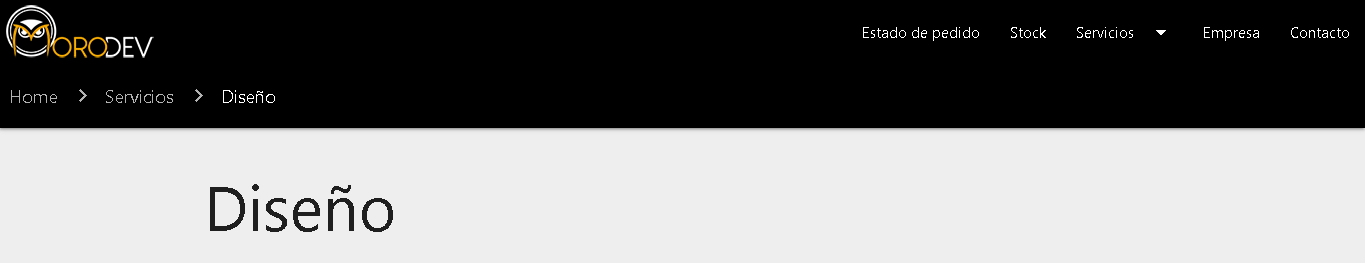 MORODEV
Estado de pedido Stock Servicios Empresa Contacto
Home > Servicios > Diseño
Diseño